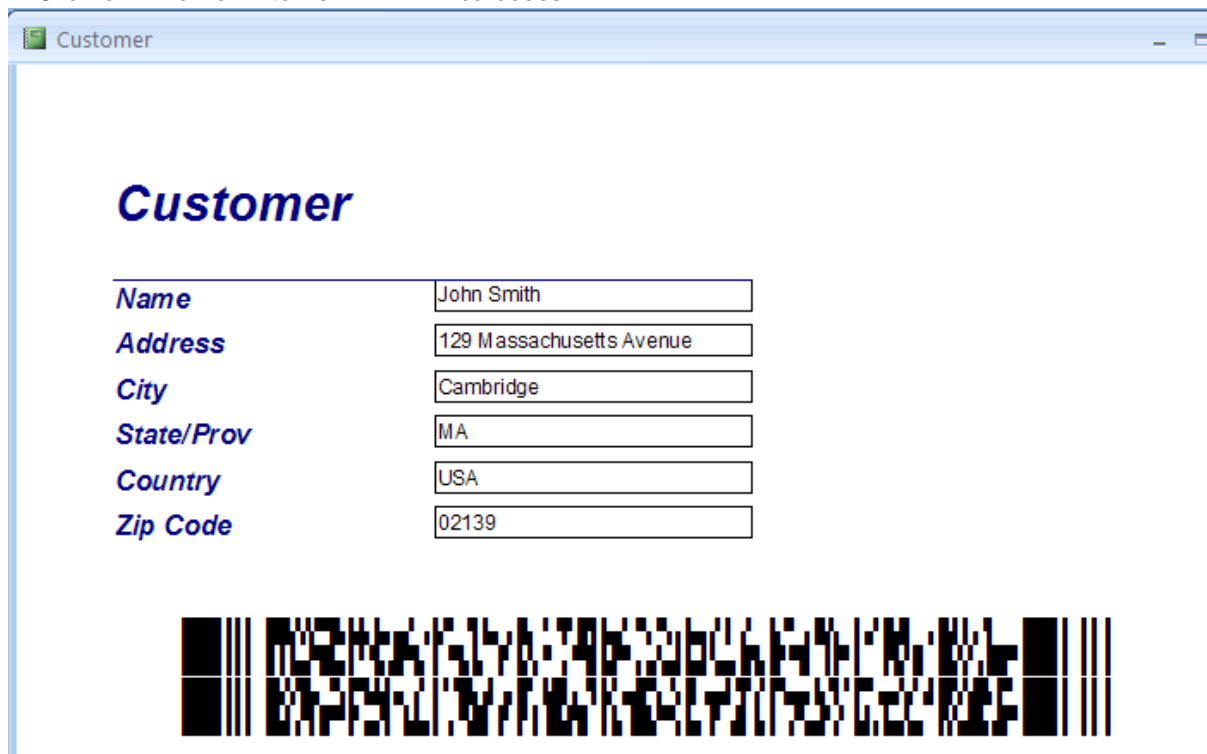 Customer
Customer
Name John Smith
Address 129 Massachusetts Avenue
City Cambridge
State/Prov MA
Country USA
Zip Code 02139